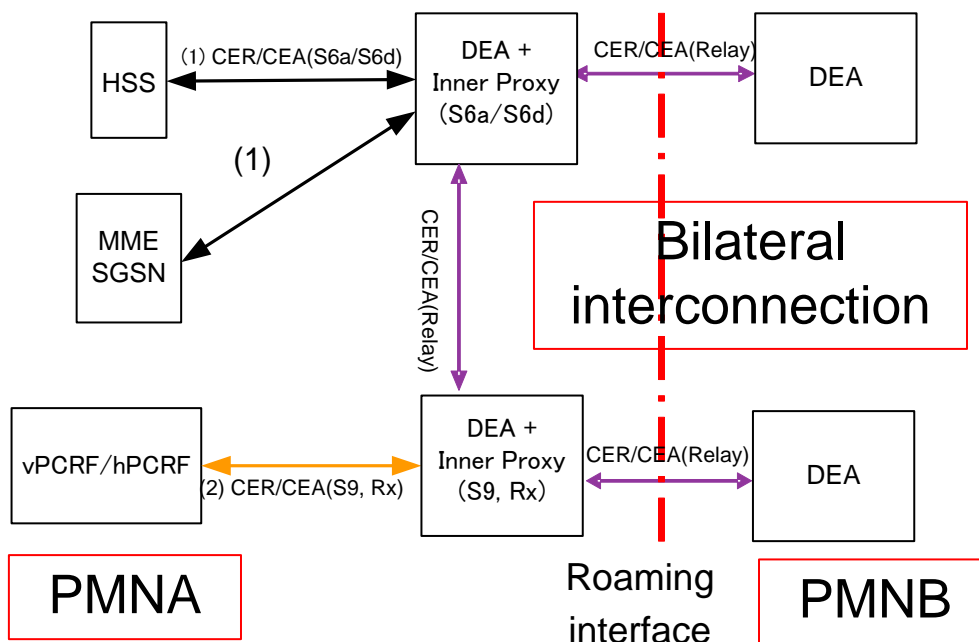 HSS
(1) CER/CEA(S6a/S6d)
DEA +
Inner Proxy
(S6a/S6d)
CER/CEA(Relay)
DEA
(1)
MME
SGSN
CER/CEA(Relay)
Bilateral
interconnection
vPCRF/hPCRF
(2) CER/CEA(S9, Rx)
DEA +
Inner Proxy
(S9, Rx)
CER/CEA(Relay)
DEA
PMNA
Roaming
interface
PMNB